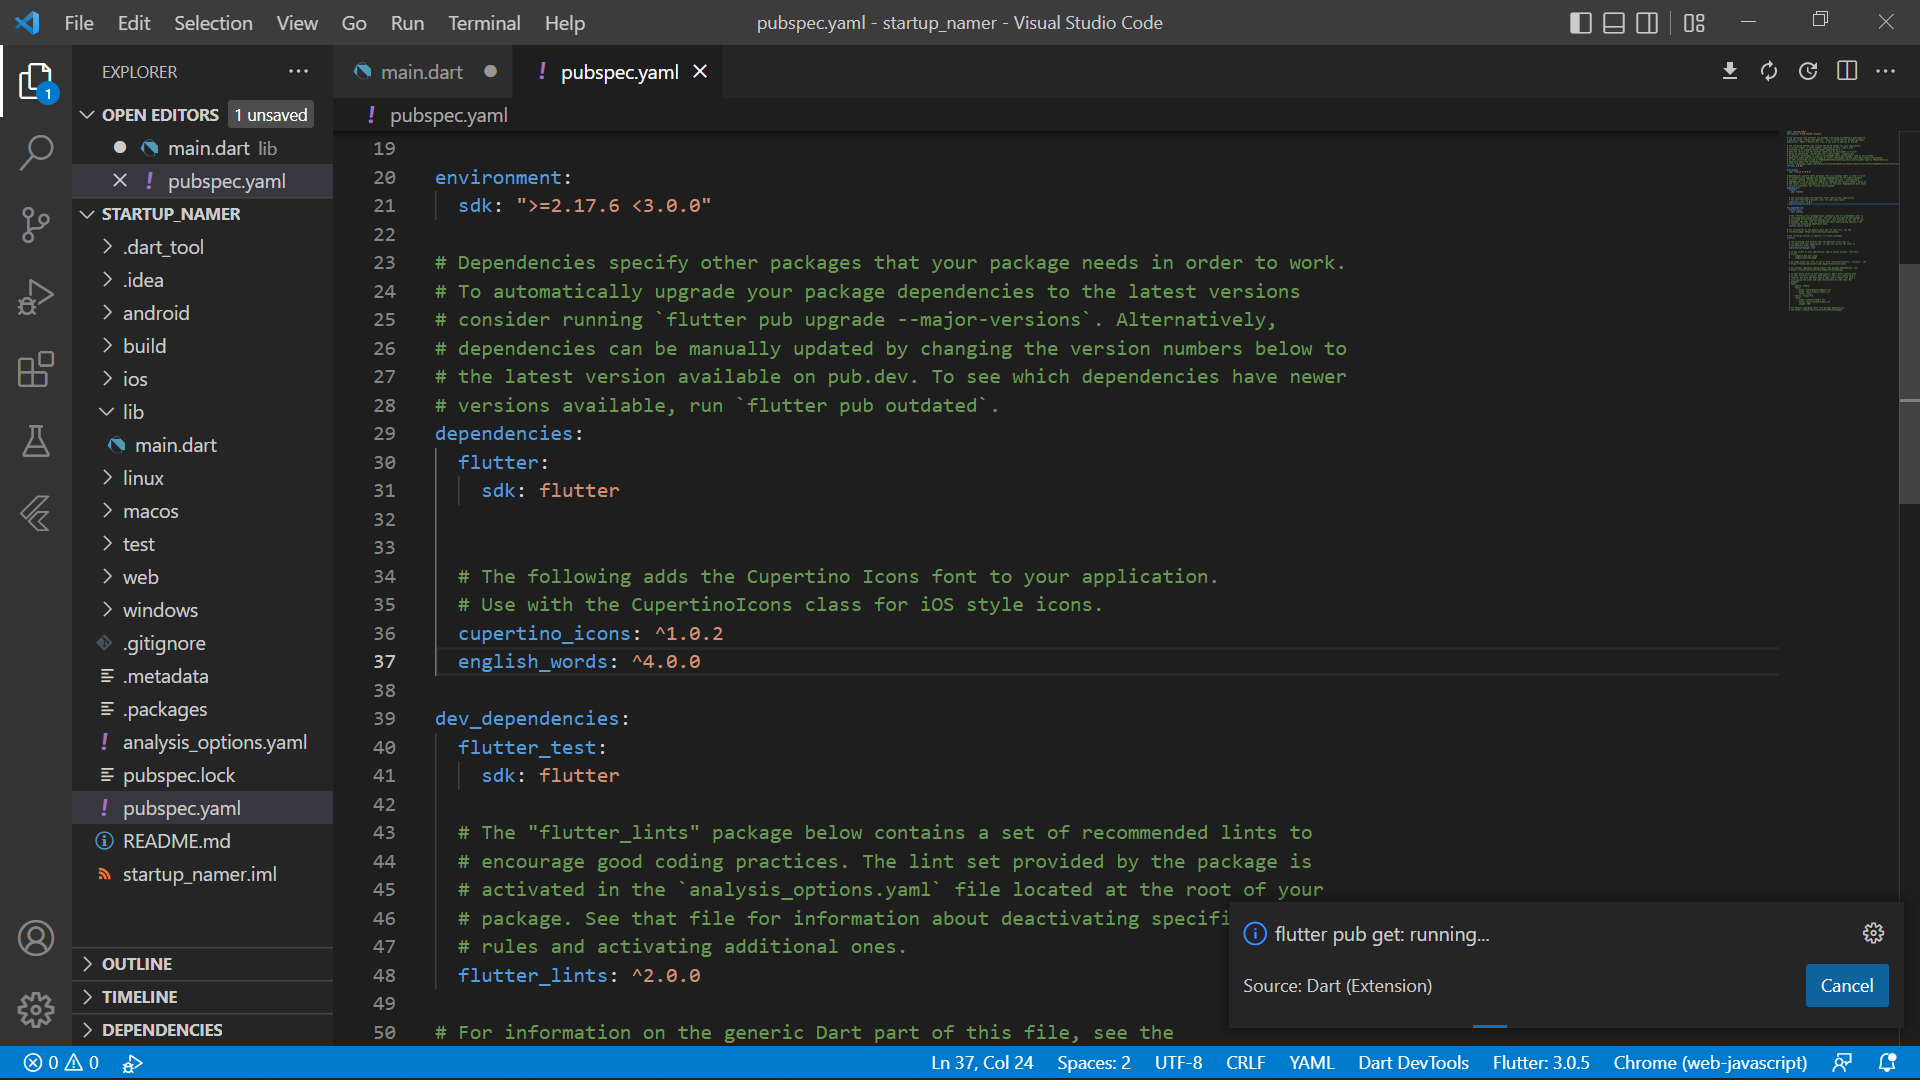 File Edit Selection View Go Run Terminal Help
pubspec.yaml - startup_namer - Visual Studio Code
1
EXPLORER
main.dart
! pubspec.yaml
OPEN EDITORS 1 unsaved
main.dart lib
! pubspec.yaml
STARTUP_NAMER
.dart_tool
.idea
android
build
ios
lib
main.dart
linux
macos
test
web
windows
.gitignore
.metadata
.packages
! analysis_options.yaml
pubspec.lock
! pubspec.yaml
README.md
startup_namer.iml
OUTLINE
TIMELINE
DEPENDENCIES
! pubspec.yaml
19
20 environment:
21 sdk: ">=2.17.6 <3.0.0"
22
23 # Dependencies specify other packages that your package needs in order to work.
24 # To automatically upgrade your package dependencies to the latest versions
25 # consider running `flutter pub upgrade --major-versions`. Alternatively,
26 # dependencies can be manually updated by changing the version numbers below to
27 # the latest version available on pub.dev. To see which dependencies have newer
28 # versions available, run `flutter pub outdated`.
29 dependencies:
30 flutter:
31 sdk: flutter
32
33
34 # The following adds the Cupertino Icons font to your application.
35 # Use with the CupertinoIcons class for iOS style icons.
36 cupertino_icons: ^1.0.2
37 english_words: ^4.0.0
38
39 dev_dependencies:
40 flutter_test:
41 sdk: flutter
42
43 # The "flutter_lints" package below contains a set of recommended lints to
44 # encourage good coding practices. The lint set provided by the package is
45 # activated in the `analysis_options.yaml` file located at the root of your
46 # package. See that file for information about deactivating specifi
47 # rules and activating additional ones.
48 flutter_lints: ^2.0.0
49
50 # For information on the generic Dart part of this file, see the
flutter pub get: running...
Source: Dart (Extension)
Cancel
0 0
Ln 37, Col 24 Spaces: 2 UTF-8 CRLF YAML Dart DevTools Flutter: 3.0.5 Chrome (web-javascript)